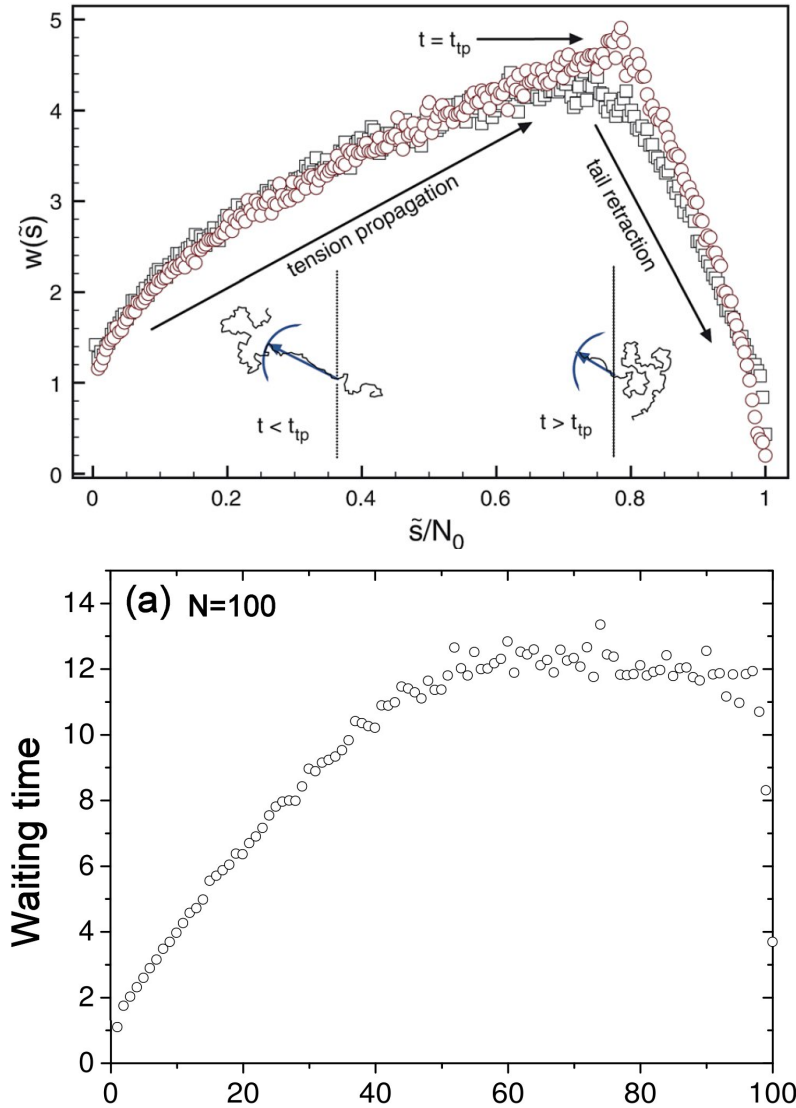 5
4
3
2
1
0
w(s̃)
t = t_tp
tension propagation
tail retraction
t < t_tp
t > t_tp
0
0.2
0.4
0.6
0.8
1
s̃/N₀
14
12
10
8
6
4
2
0
Waiting time
(a) N=100
0
20
40
60
80
100